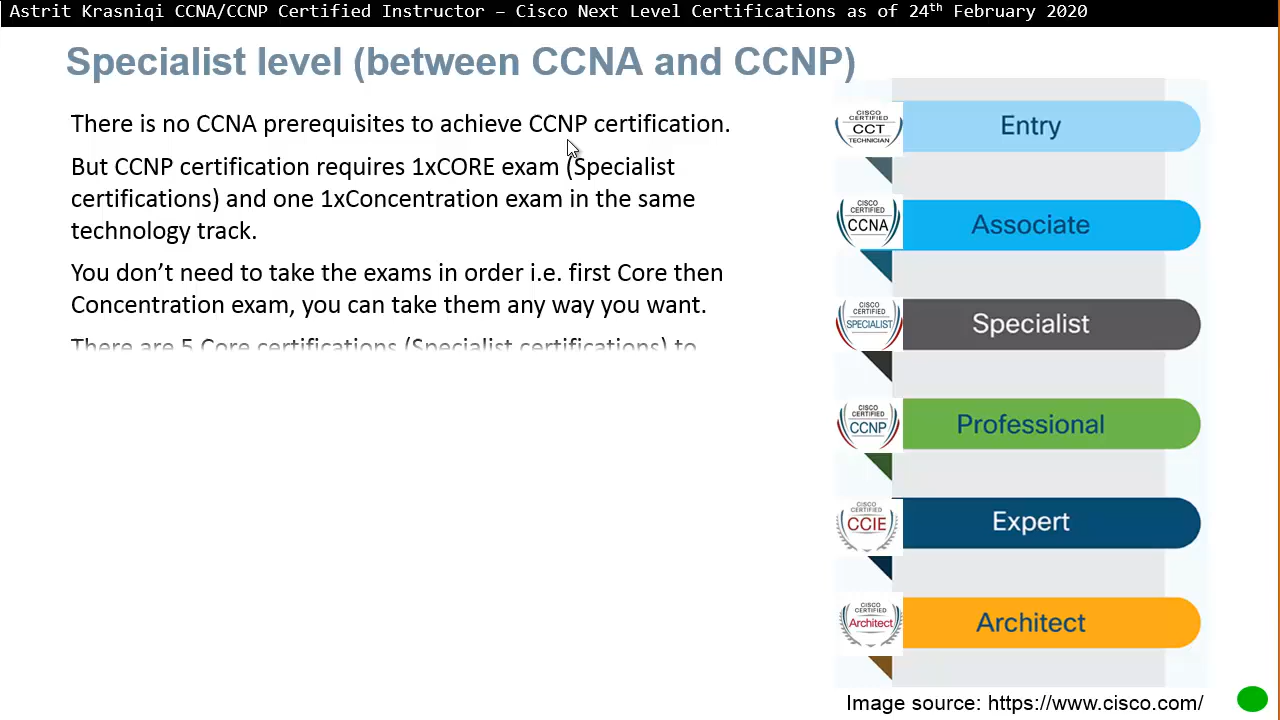 Astrit Krasniqi CCNA/CCNP Certified Instructor – Cisco Next Level Certifications as of 24th February 2020
Specialist level (between CCNA and CCNP)
There is no CCNA prerequisites to achieve CCNP certification.
But CCNP certification requires 1xCORE exam (Specialist
certifications) and one 1xConcentration exam in the same
technology track.
You don’t need to take the exams in order i.e. first Core then
Concentration exam, you can take them any way you want.
There are 5 Core certifications (Specialist certifications) to
CISCO
CERTIFIED
CCT
TECHNICIAN
Entry
CISCO
CERTIFIED
CCNA
Associate
CISCO
CERTIFIED
SPECIALIST
Specialist
CISCO
CERTIFIED
CCNP
Professional
CISCO
CERTIFIED
CCIE
Expert
CISCO
CERTIFIED
Architect
Architect
Image source: https://www.cisco.com/